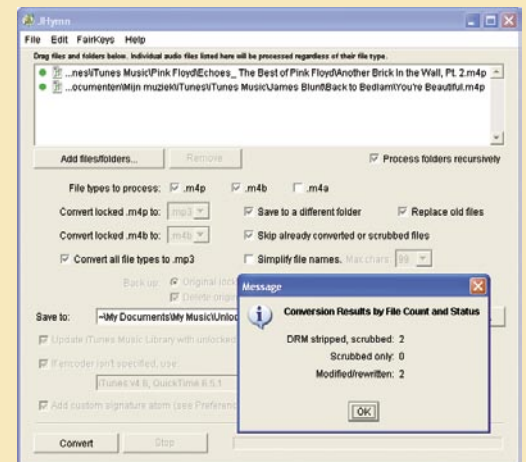 JHymn
File Edit FairKeys Help
Drag files and folders below. Individual audio files listed here will be processed regardless of their file type.
...nes\iTunes Music\Pink Floyd\Echoes_ The Best of Pink Floyd\Another Brick In the Wall, Pt. 2.m4p
...ocumenten\Mijn muziek\iTunes\iTunes Music\James Blunt\Back to Bedlam\You're Beautiful.m4p
Add files/folders... Remove Process folders recursively
File types to process: .m4p .m4b .m4a
Convert locked .m4p to: .mp3 Save to a different folder Replace old files
Convert locked .m4b to: .m4b Skip already converted or scrubbed files
Convert all file types to .mp3 Simplify file names. Max chars: 99
Back up: Original lock
Delete origin
Message
Conversion Results by File Count and Status
DRM stripped, scrubbed: 2
Scrubbed only: 0
Modified/rewritten: 2
OK
Save to: ~\My Documents\My Music\Unloc
Update iTunes Music Library with unlocked
If encoder isn't specified, use:
iTunes v4.8, QuickTime 6.5.1
Add custom signature atom (see Preferenc
Convert Stop